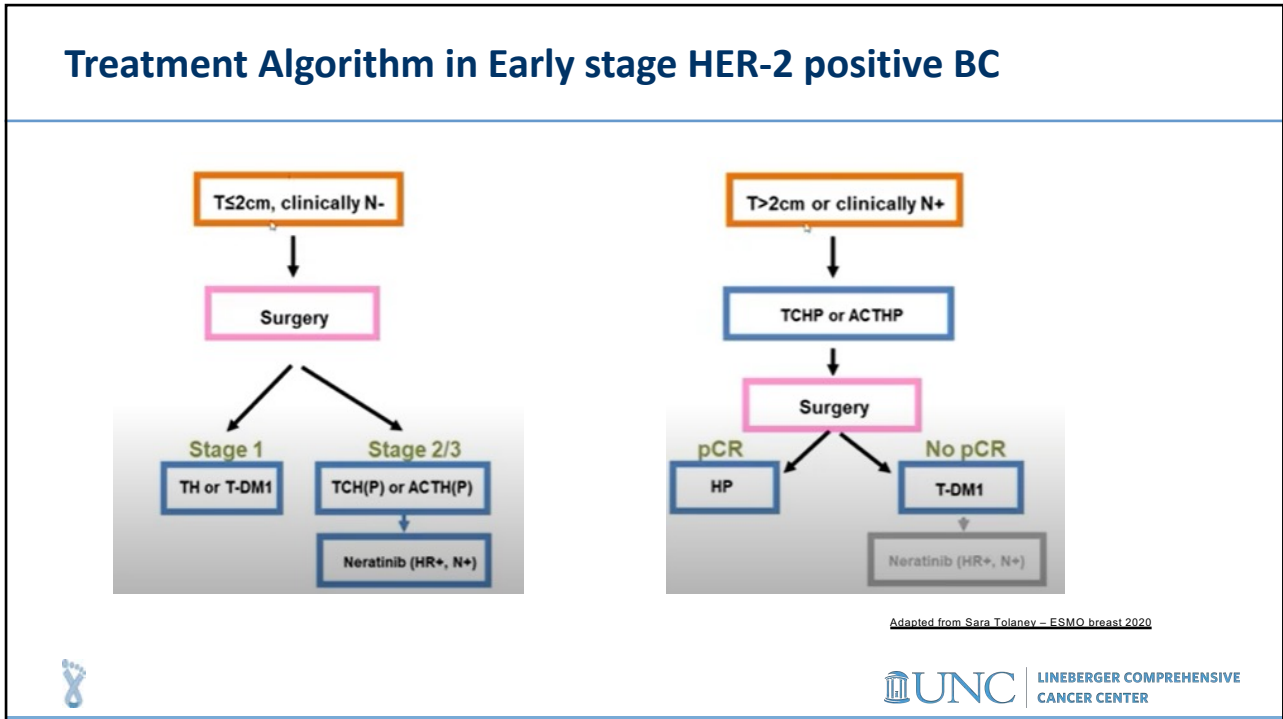 Treatment Algorithm in Early stage HER-2 positive BC
T≤2cm, clinically N-
Surgery
Stage 1
Stage 2/3
TH or T-DM1
TCH(P) or ACTH(P)
Neratinib (HR+, N+)
T>2cm or clinically N+
TCHP or ACTHP
Surgery
pCR
No pCR
HP
T-DM1
Neratinib (HR+, N+)
Adapted from Sara Tolaney – ESMO breast 2020
UNC
LINEBERGER COMPREHENSIVE
CANCER CENTER